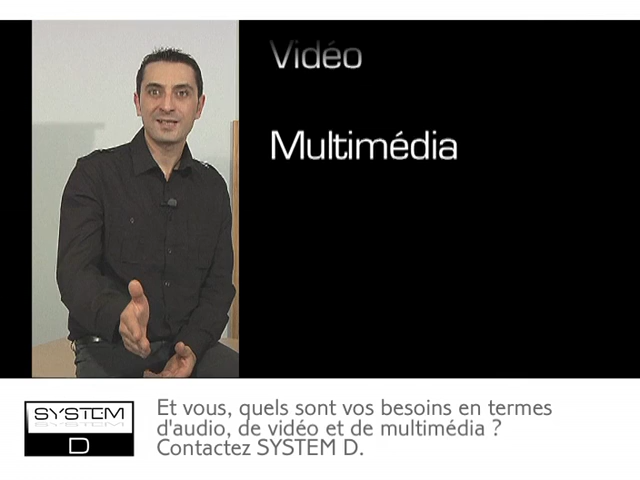 Vidéo
Multimédia
SYSTEM
D
Et vous, quels sont vos besoins en termes
d'audio, de vidéo et de multimédia ?
Contactez SYSTEM D.